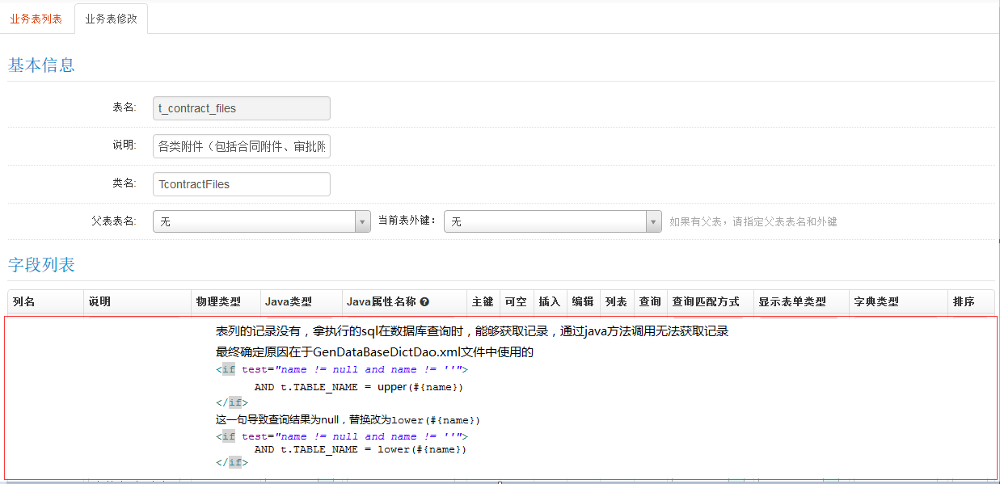 业务表列表 业务表修改
基本信息
表名: t_contract_files
说明: 各类附件（包括合同附件、审批附
类名: TcontractFiles
父表表名: 无 当前表外键: 无 如果有父表，请指定父表表名和外键
字段列表
列名 说明 物理类型 Java类型 Java属性名称 主键 可空 插入 编辑 列表 查询 查询匹配方式 显示表单类型 字典类型 排序
表列的记录没有，拿执行的sql在数据库查询时，能够获取记录，通过java方法调用无法获取记录
最终确定原因在于GenDataBaseDictDao.xml文件中使用的
<if test="name != null and name != ''">
AND t.TABLE_NAME = upper(#{name})
</if>
这一句导致查询结果为null，替换改为lower(#{name})
<if test="name != null and name != ''">
AND t.TABLE_NAME = lower(#{name})
</if>